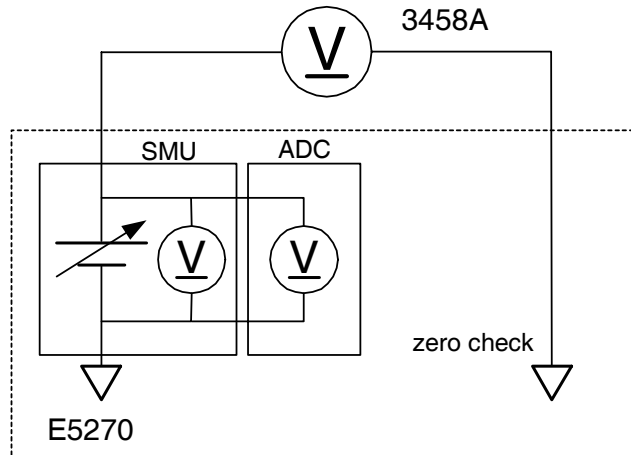 3458A
V
SMU
ADC
V
V
zero check
E5270